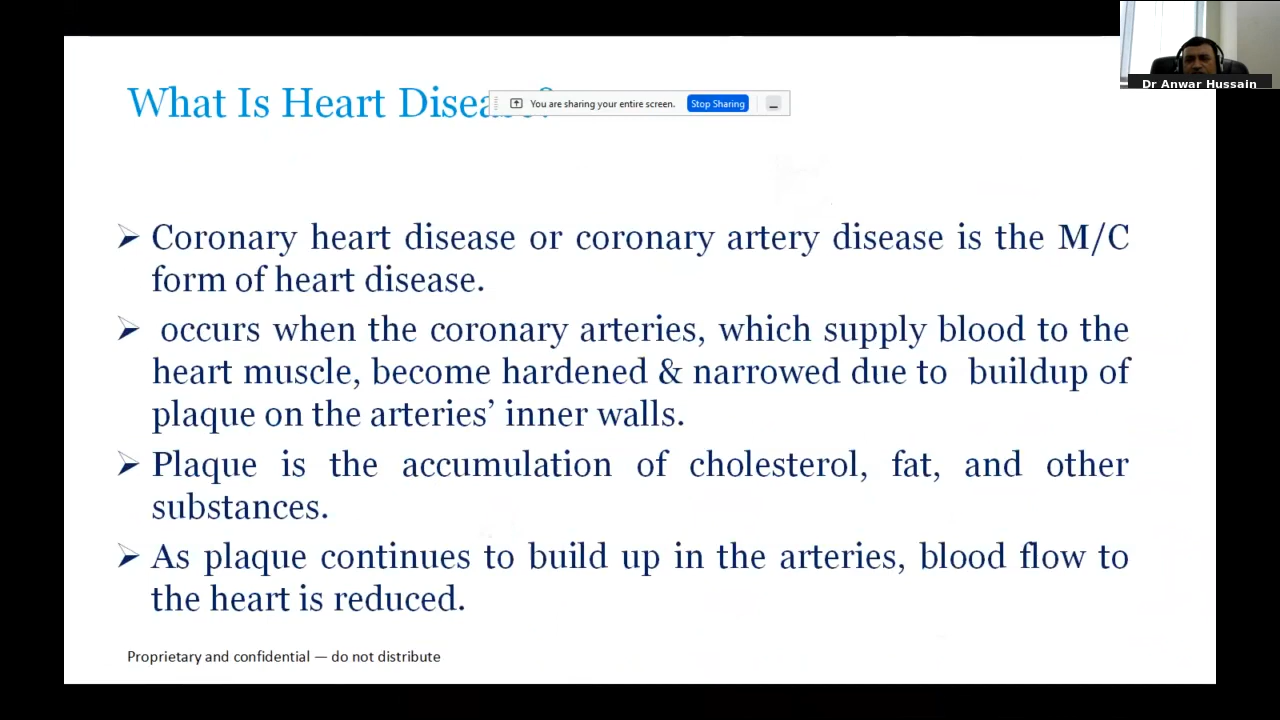 What Is Heart Disease?
You are sharing your entire screen.
Stop Sharing
Dr Anwar Hussain
➢ Coronary heart disease or coronary artery disease is the M/C
form of heart disease.
➢ occurs when the coronary arteries, which supply blood to the
heart muscle, become hardened & narrowed due to buildup of
plaque on the arteries’ inner walls.
➢ Plaque is the accumulation of cholesterol, fat, and other
substances.
➢ As plaque continues to build up in the arteries, blood flow to
the heart is reduced.
Proprietary and confidential — do not distribute